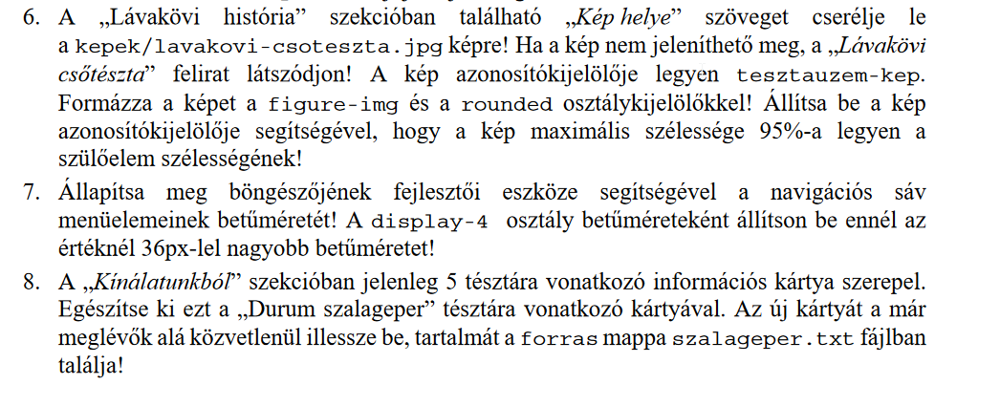 6. A „Lávakövi história” szekcióban található „Kép helye” szöveget cserélje le
a kepek/lavakovi-csoteszta.jpg képre! Ha a kép nem jeleníthető meg, a „Lávakövi
csőtészta” felirat látszódjon! A kép azonosítókijelölője legyen tesztauzem-kep.
Formázza a képet a figure-img és a rounded osztálykijelölőkkel! Állítsa be a kép
azonosítókijelölője segítségével, hogy a kép maximális szélessége 95%-a legyen a
szülőelem szélességének!
7. Állapítsa meg böngészőjének fejlesztői eszköze segítségével a navigációs sáv
menüelemeinek betűméretét! A display-4 osztály betűméreteként állítson be ennél az
értéknél 36px-lel nagyobb betűméretet!
8. A „Kínálatunkból” szekcióban jelenleg 5 tésztára vonatkozó információs kártya szerepel.
Egészítse ki ezt a „Durum szalageper” tésztára vonatkozó kártyával. Az új kártyát a már
meglévők alá közvetlenül illessze be, tartalmát a forras mappa szalageper.txt fájlban
találja!